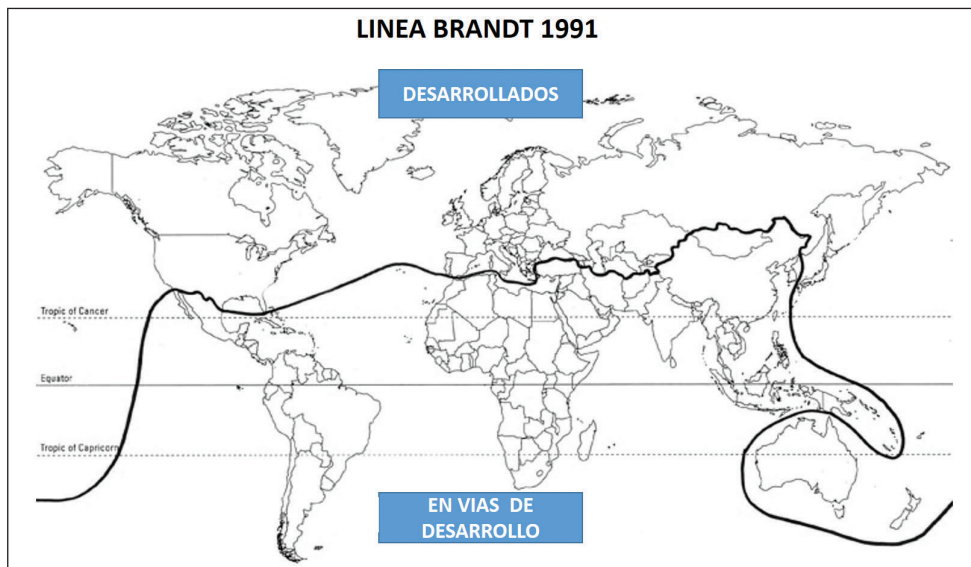 LINEA BRANDT 1991
DESARROLLADOS
Tropic of Cancer
Equator
Tropic of Capricorn
EN VIAS DE
DESARROLLO